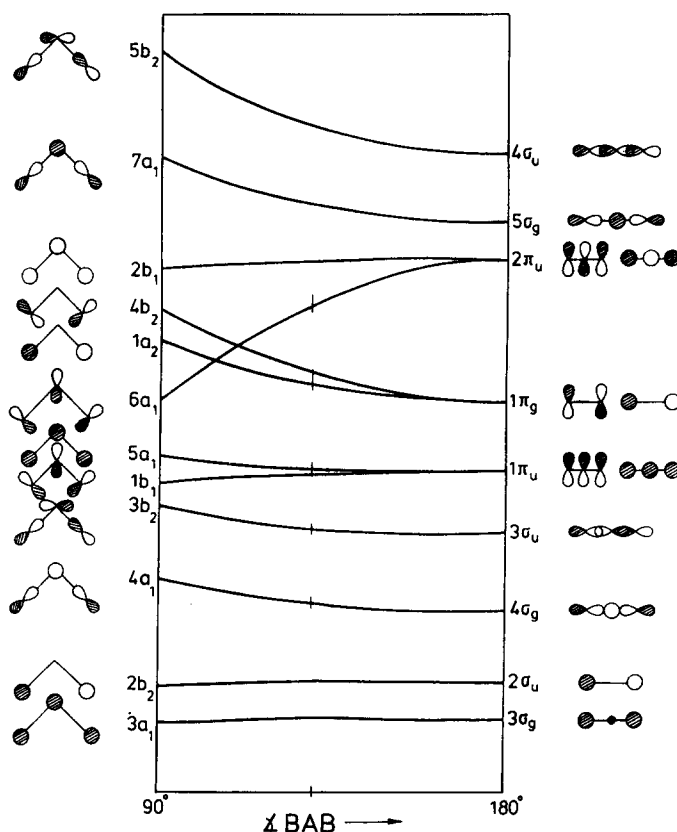 5b₂
7a₁
2b₁
4b₂
1a₂
6a₁
5a₁
1b₁
3b₂
4a₁
2b₂
3a₁
4σᵤ
5σg
2πᵤ
1πg
1πᵤ
3σᵤ
4σg
2σᵤ
3σg
90° 180°
∡ BAB →